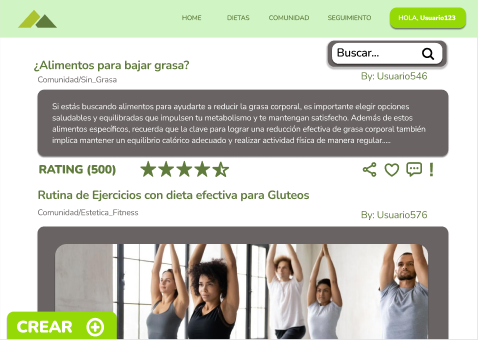 HOME DIETAS COMUNIDAD SEGUIMIENTO HOLA, Usuario123
Buscar...
¿Alimentos para bajar grasa?
Comunidad/Sin_Grasa
By: Usuario546
Si estás buscando alimentos para ayudarte a reducir la grasa corporal, es importante elegir opciones
saludables y equilibradas que impulsen tu metabolismo y te mantengan satisfecho. Además de estos
alimentos específicos, recuerda que la clave para lograr una reducción efectiva de grasa corporal también
implica mantener un equilibrio calórico adecuado y realizar actividad física de manera regular.....
RATING (500)
Rutina de Ejercicios con dieta efectiva para Gluteos
Comunidad/Estetica_Fitness
By: Usuario576
CREAR